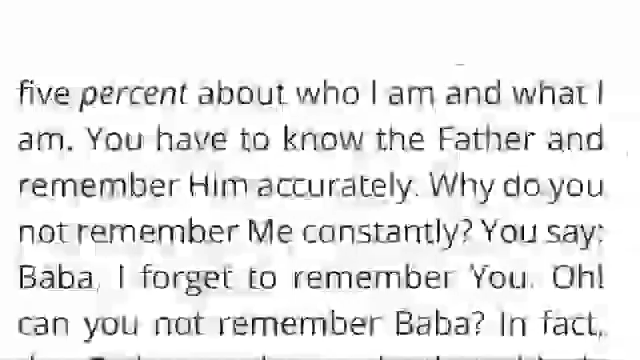 five percent about who I am and what I
am. You have to know the Father and
remember Him accurately. Why do you
not remember Me constantly? You say:
Baba, I forget to remember You. Oh!
can you not remember Baba? In fact,